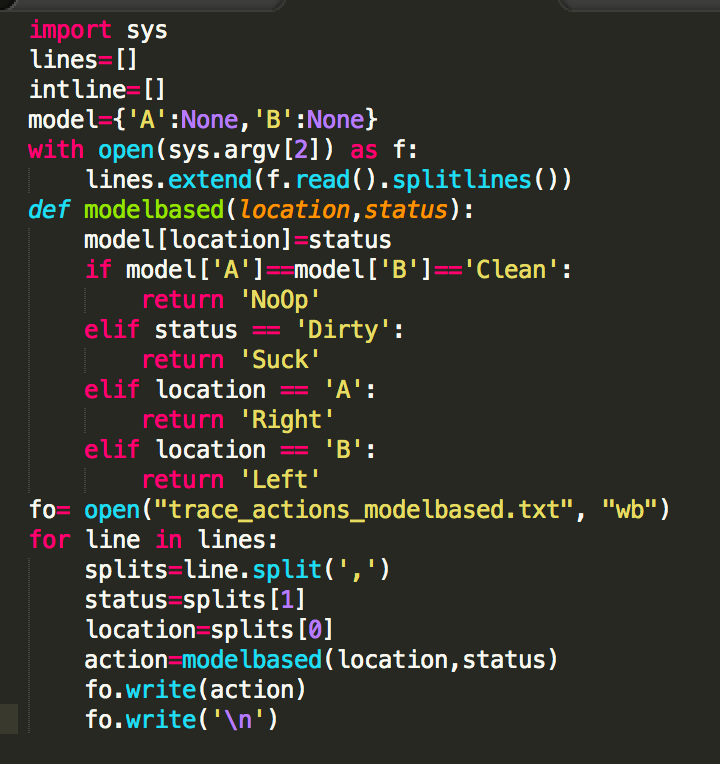 import sys
lines=[]
intline=[]
model={'A':None,'B':None}
with open(sys.argv[2]) as f:
    lines.extend(f.read().splitlines())
def modelbased(location,status):
    model[location]=status
    if model['A']==model['B']=='Clean':
        return 'NoOp'
    elif status == 'Dirty':
        return 'Suck'
    elif location == 'A':
        return 'Right'
    elif location == 'B':
        return 'Left'
fo= open("trace_actions_modelbased.txt", "wb")
for line in lines:
    splits=line.split(',')
    status=splits[1]
    location=splits[0]
    action=modelbased(location,status)
    fo.write(action)
    fo.write('\n')